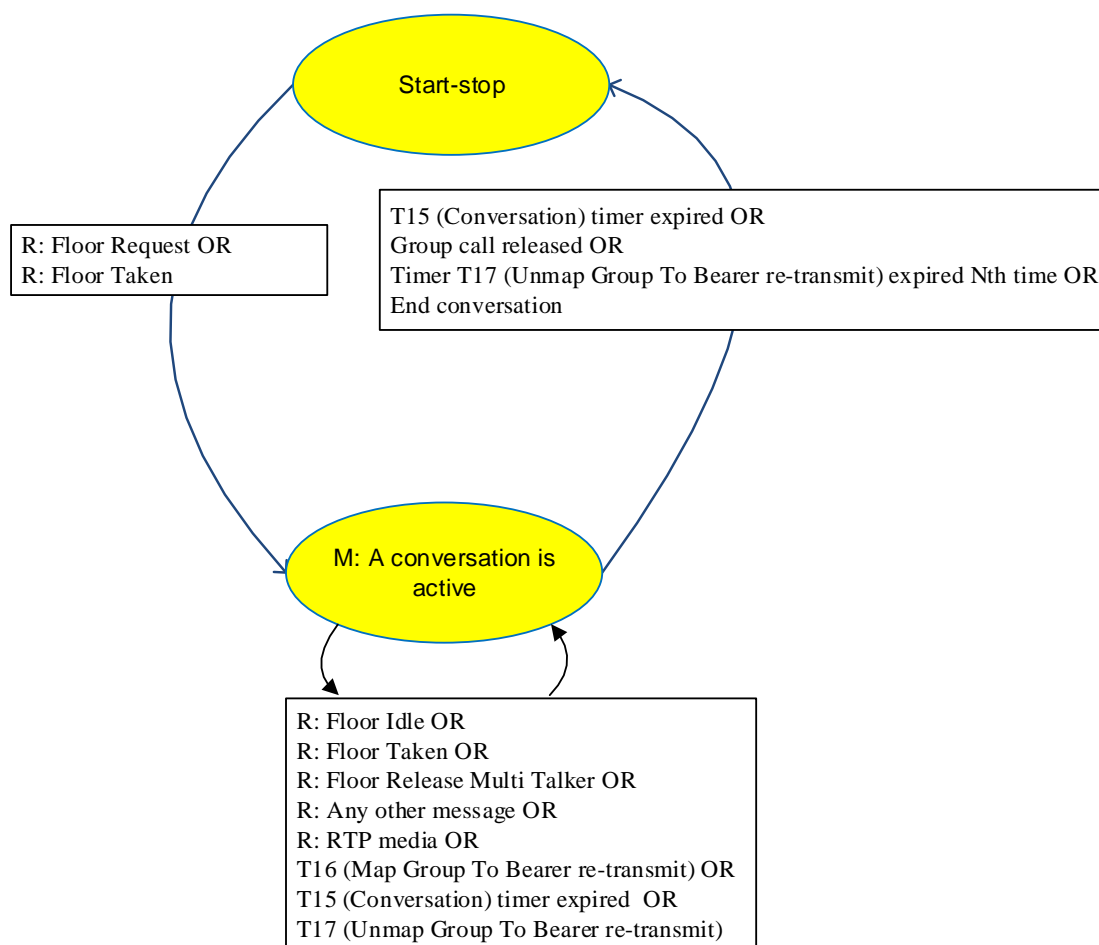 Start-stop
R: Floor Request OR
R: Floor Taken
T15 (Conversation) timer expired OR
Group call released OR
Timer T17 (Unmap Group To Bearer re-transmit) expired Nth time OR
End conversation
M: A conversation is
active
R: Floor Idle OR
R: Floor Taken OR
R: Floor Release Multi Talker OR
R: Any other message OR
R: RTP media OR
T16 (Map Group To Bearer re-transmit) OR
T15 (Conversation) timer expired  OR
T17 (Unmap Group To Bearer re-transmit)